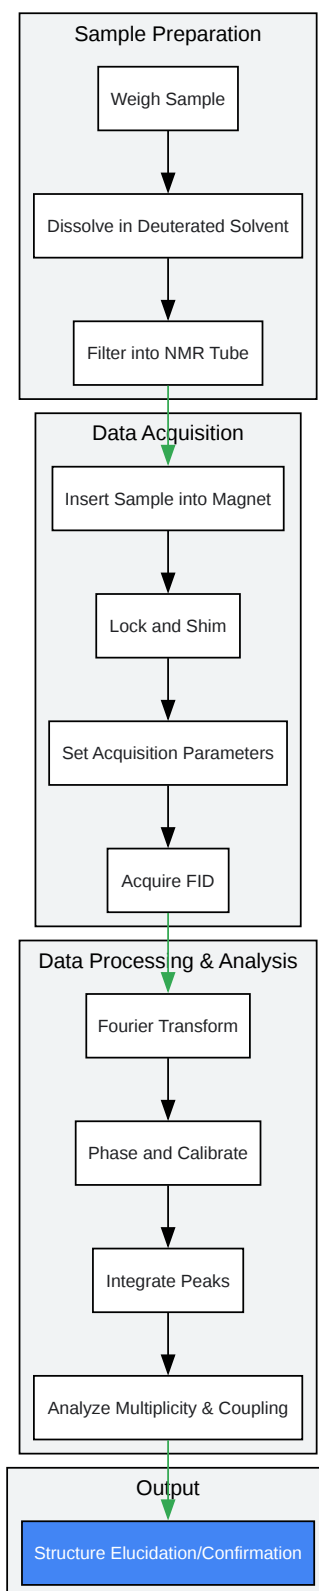 Sample Preparation
Weigh Sample
Dissolve in Deuterated Solvent
Filter into NMR Tube
Data Acquisition
Insert Sample into Magnet
Lock and Shim
Set Acquisition Parameters
Acquire FID
Data Processing & Analysis
Fourier Transform
Phase and Calibrate
Integrate Peaks
Analyze Multiplicity & Coupling
Output
Structure Elucidation/Confirmation